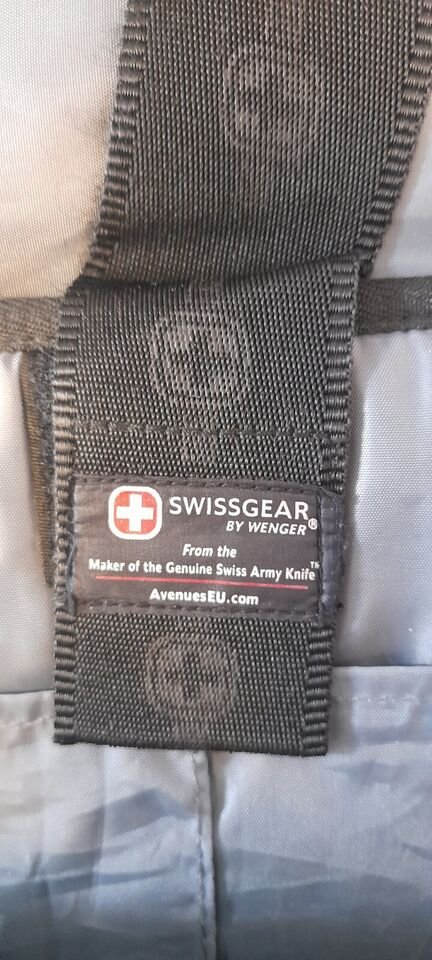 SWISSGEAR
BY WENGER®
From the
Maker of the Genuine Swiss Army Knife™
AvenuesEU.com